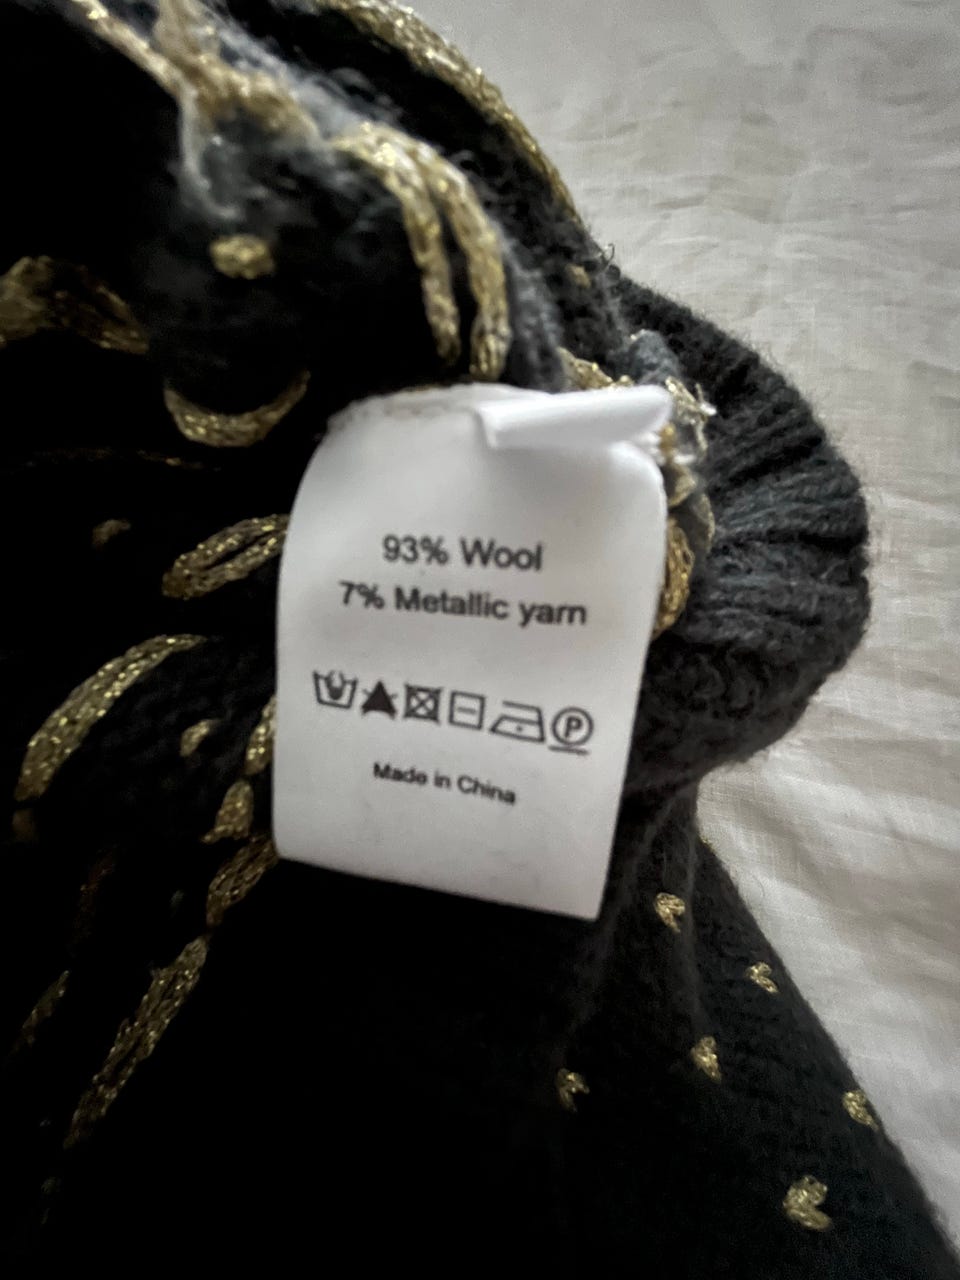 93% Wool
7% Metallic yarn
P
Made in China